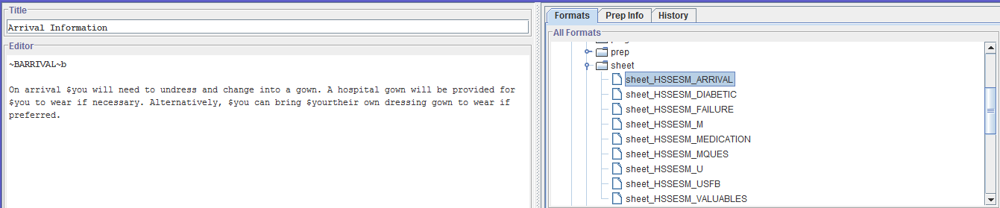 Title
Arrival Information
Editor
~BARRIVAL~b
On arrival $you will need to undress and change into a gown. A hospital gown will be provided for
$you to wear if necessary. Alternatively, $you can bring $yourtheir own dressing gown to wear if
preferred.
Formats Prep Info History
All Formats
prep
sheet
sheet_HSSESM_ARRIVAL
sheet_HSSESM_DIABETIC
sheet_HSSESM_FAILURE
sheet_HSSESM_M
sheet_HSSESM_MEDICATION
sheet_HSSESM_MQUES
sheet_HSSESM_U
sheet_HSSESM_USFB
sheet_HSSESM_VALUABLES